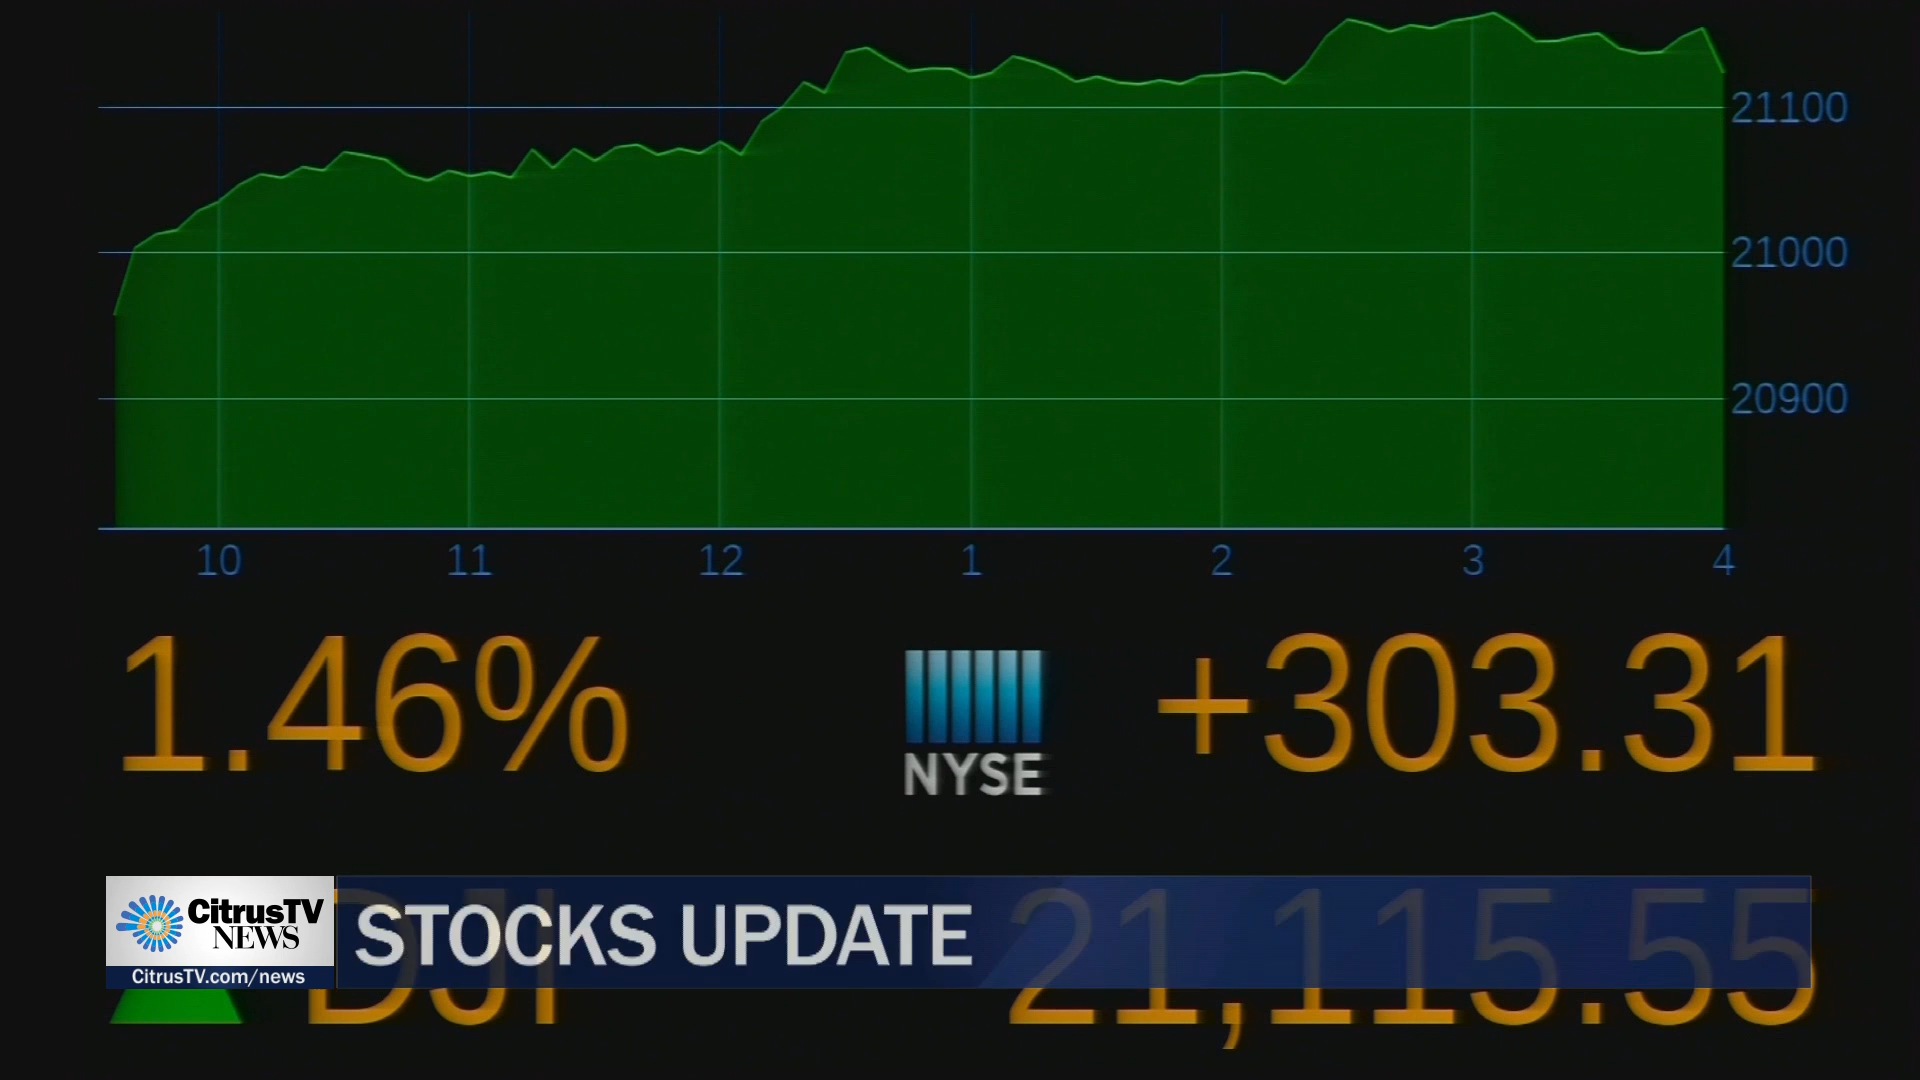 21100
21000
20900
10 11 12 1 2 3 4
1.46% NYSE +303.31
CitrusTV
NEWS
CitrusTV.com/news
STOCKS UPDATE
DJI 21,115.55